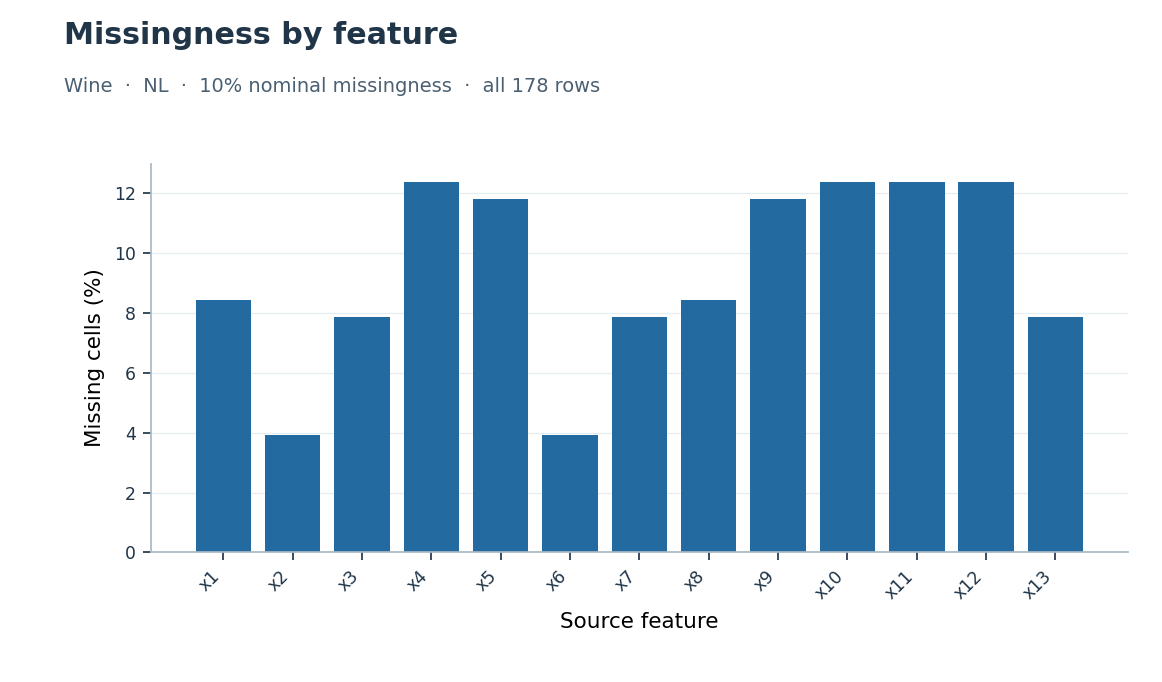 Missingness by feature
Wine · NL · 10% nominal missingness · all 178 rows
12
10
8
6
4
2
0
Missing cells (%)
x1 x2 x3 x4 x5 x6 x7 x8 x9 x10 x11 x12 x13
Source feature